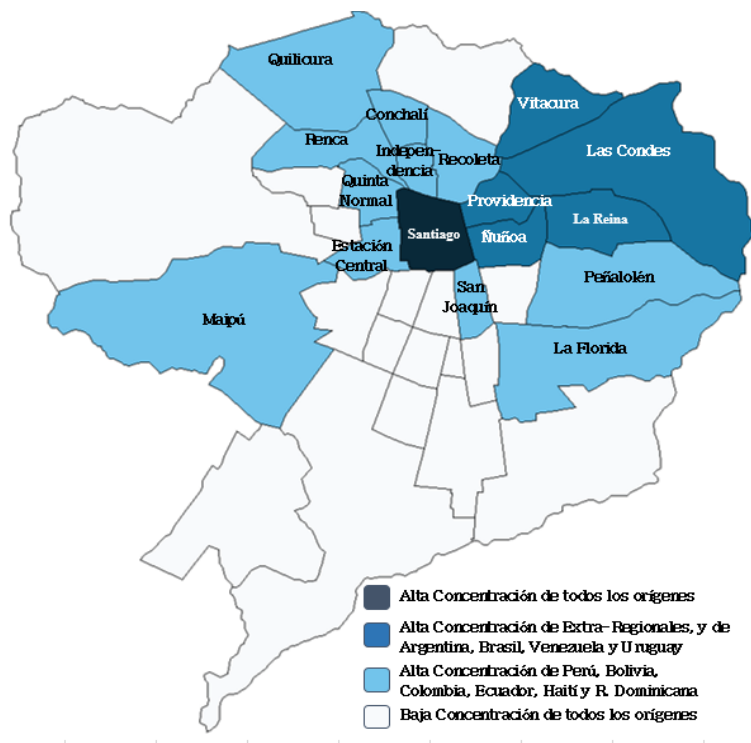 Quilicura
Vitacura
Conchalí
Renca
Las Condes
Indepen-
dencia
Recoleta
Quinta
Normal
Providencia
La Reina
Santiago
Ñuñoa
Estación
Central
San
Joaquín
Peñalolén
Maipú
La Florida
Alta Concentración de todos los orígenes
Alta Concentración de Extra-Regionales, y de
Argentina, Brasil, Venezuela y Uruguay
Alta Concentración de Perú, Bolivia,
Colombia, Ecuador, Haití y R. Dominicana
Baja Concentración de todos los orígenes